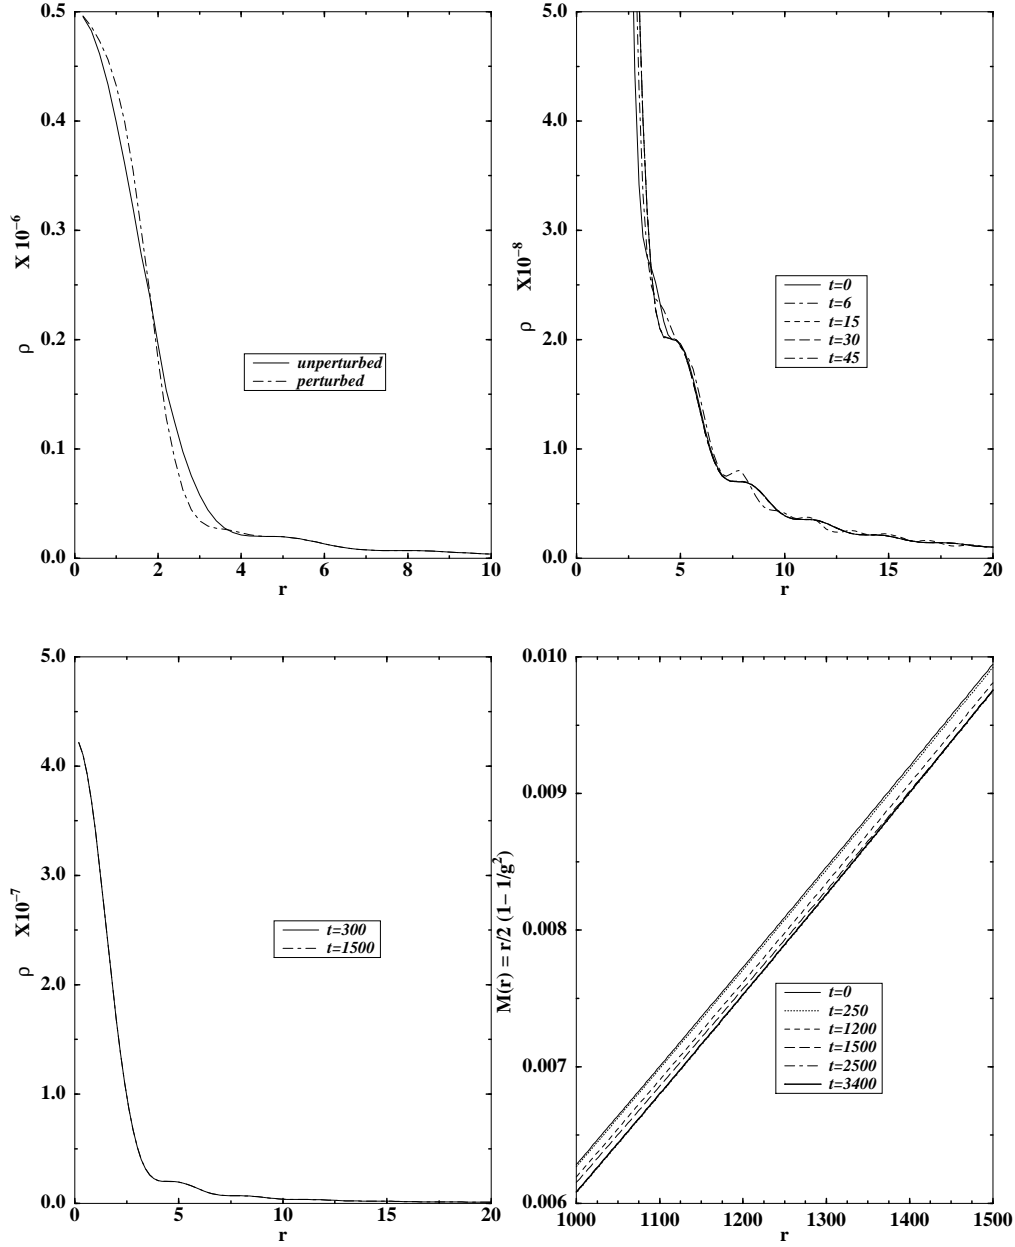 0.5
0.4
0.3
0.2
0.1
0.0
ρ X 10⁻⁶
0 2 4 6 8 10
r
unperturbed
perturbed
5.0
4.0
3.0
2.0
1.0
0.0
ρ X10⁻⁸
0 5 10 15 20
r
t=0
t=6
t=15
t=30
t=45
5.0
4.0
3.0
2.0
1.0
0.0
ρ X10⁻⁷
0 5 10 15 20
r
t=300
t=1500
0.010
0.009
0.008
0.007
0.006
M(r) = r/2 (1− 1/g²)
1000 1100 1200 1300 1400 1500
r
t=0
t=250
t=1200
t=1500
t=2500
t=3400